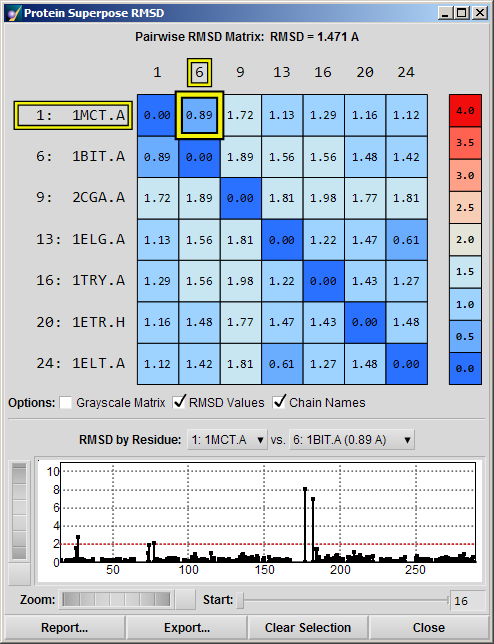 Protein Superpose RMSD
Pairwise RMSD Matrix: RMSD = 1.471 A
1 6 9 13 16 20 24
1: 1MCT.A 0.00 0.89 1.72 1.13 1.29 1.16 1.12 4.0
3.5
6: 1BIT.A 0.89 0.00 1.89 1.56 1.56 1.48 1.42 3.0
9: 2CGA.A 1.72 1.89 0.00 1.81 1.98 1.77 1.81 2.5
13: 1ELG.A 1.13 1.56 1.81 0.00 1.22 1.47 0.61 2.0
16: 1TRY.A 1.29 1.56 1.98 1.22 0.00 1.43 1.27 1.5
1.0
20: 1ETR.H 1.16 1.48 1.77 1.47 1.43 0.00 1.48 0.5
24: 1ELT.A 1.12 1.42 1.81 0.61 1.27 1.48 0.00 0.0
Options: Grayscale Matrix RMSD Values Chain Names
RMSD by Residue: 1: 1MCT.A vs. 6: 1BIT.A (0.89 A)
10
8
6
4
2
0
50 100 150 200 250
Zoom: Start: 16
Report... Export... Clear Selection Close